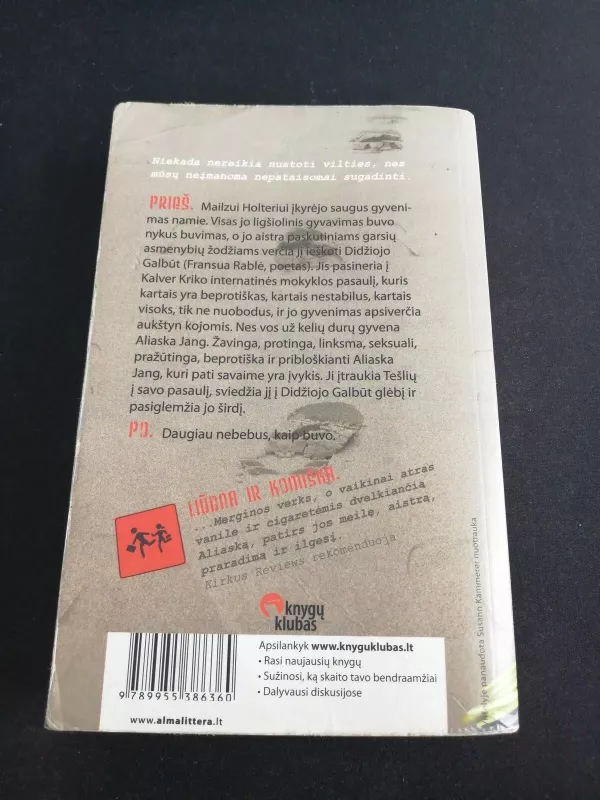 Niekada nereikia nustoti vilties, nes
mūsų neįmanoma nepataisomai sugadinti.
PRIEŠ. Mailzui Holteriui įkyrėjo saugus gyveni-
mas namie. Visas jo ligšiolinis gyvavimas buvo
nykus buvimas, o jo aistra paskutiniams garsių
asmenybių žodžiams verčia jį ieškoti Didžiojo
Galbūt (Fransua Rablė, poetas). Jis pasineria į
Kalver Kriko internatinės mokyklos pasaulį, kuris
kartais yra beprotiškas, kartais nestabilus, kartais
visoks, tik ne nuobodus, ir jo gyvenimas apsiverčia
aukštyn kojomis. Nes vos už kelių durų gyvena
Aliaska Jang. Žavinga, protinga, linksma, seksuali,
pražūtinga, beprotiška ir pribloškianti Aliaska
Jang, kuri pati savaime yra įvykis. Ji įtraukia Tešlių
į savo pasaulį, sviedžia jį į Didžiojo Galbūt glėbį ir
pasiglemžia jo širdį.
PO. Daugiau nebebus, kaip buvo.
LIŪDNA IR KOMIŠKA.
...Merginos verks, o vaikinai atras
vanile ir cigaretėmis dvelkiančią
Aliaską, patirs jos meilę, aistrą,
praradimą ir ilgesį.
Kirkus Reviews rekomenduoja
knygų
klubas
Apsilankyk www.knyguklubas.lt
• Rasi naujausių knygų
• Sužinosi, ką skaito tavo bendraamžiai
• Dalyvausi diskusijose
9 789955 386360
www.almalittera.lt
panaudota Susann Kammerer nuotrauka